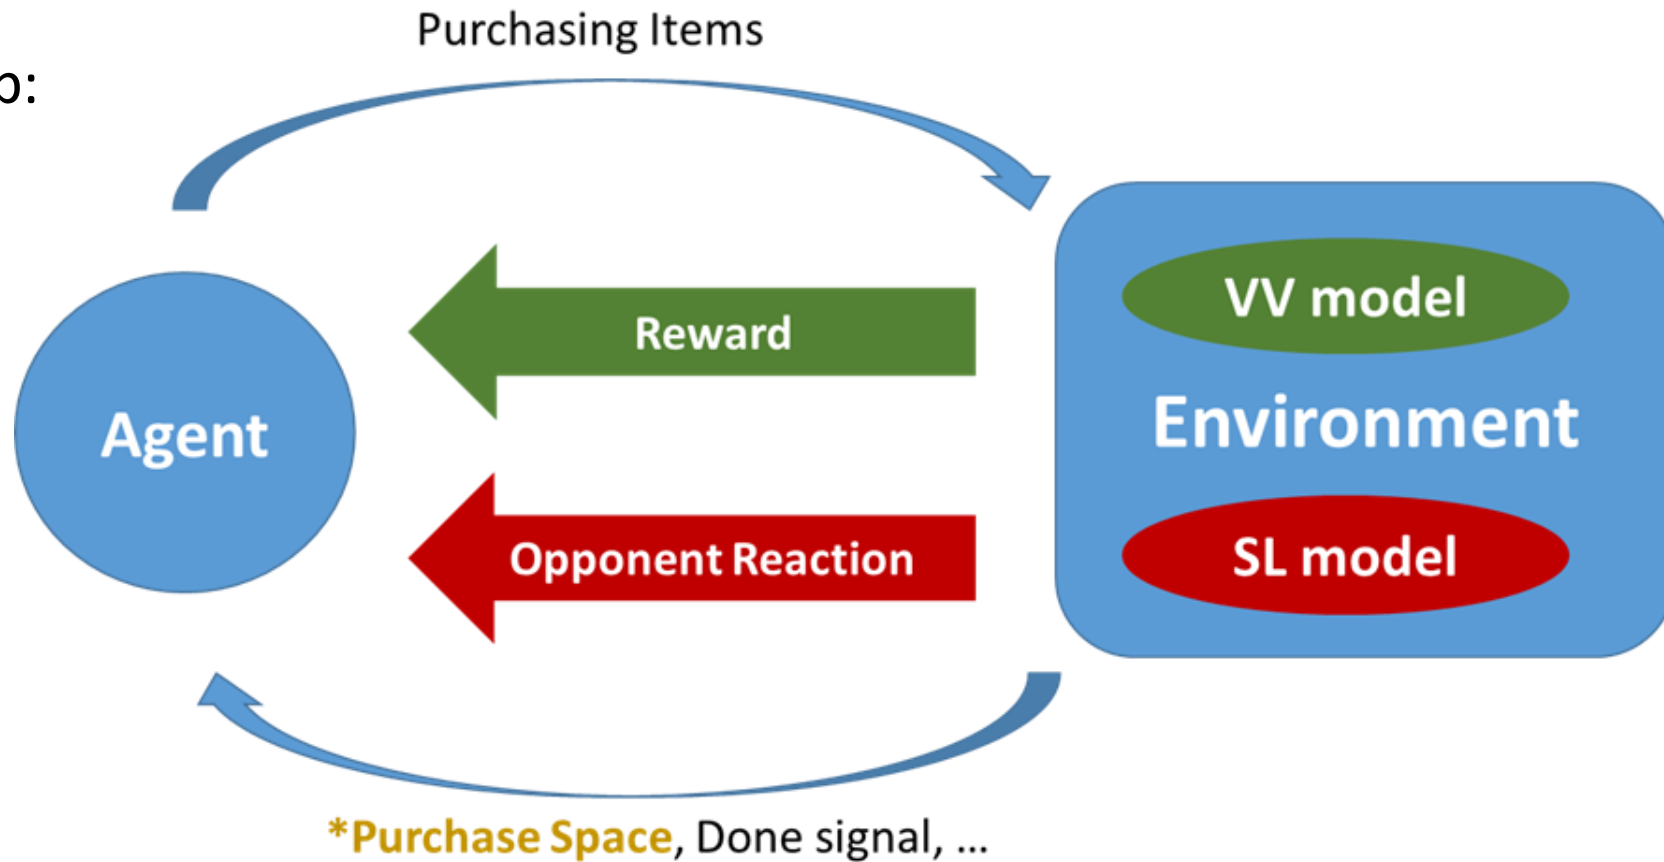 Purchasing Items
p:
VV model
Reward
Environment
Agent
Opponent Reaction
SL model
*Purchase Space, Done signal, ...